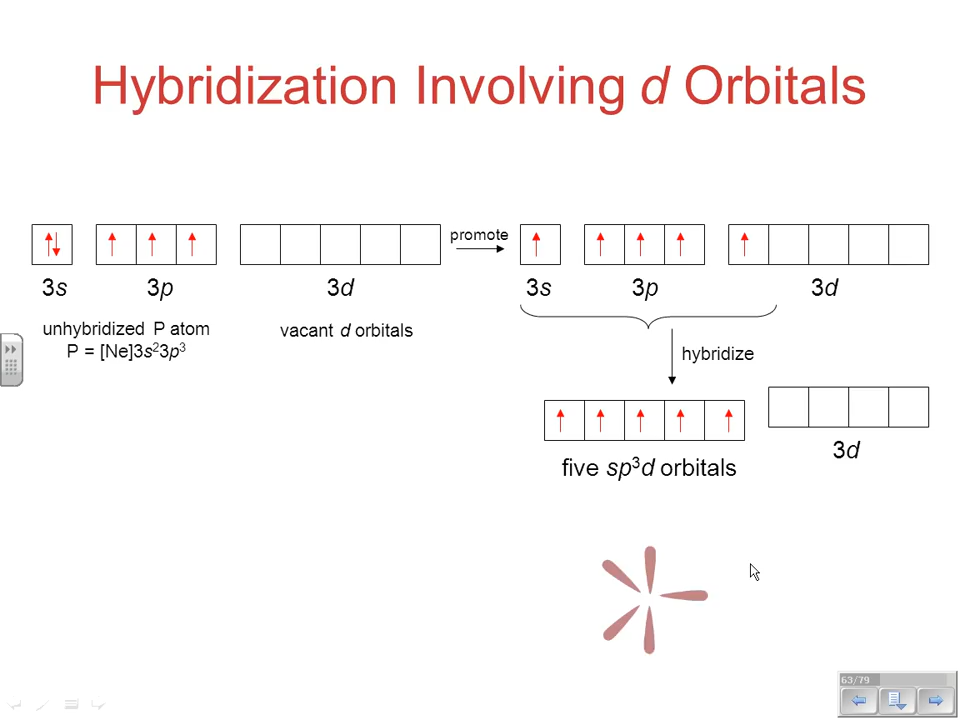 Hybridization Involving d Orbitals
promote
3s 3p 3d 3s 3p 3d
unhybridized P atom
P = [Ne]3s²3p³
vacant d orbitals
hybridize
3d
five sp³d orbitals
63/79